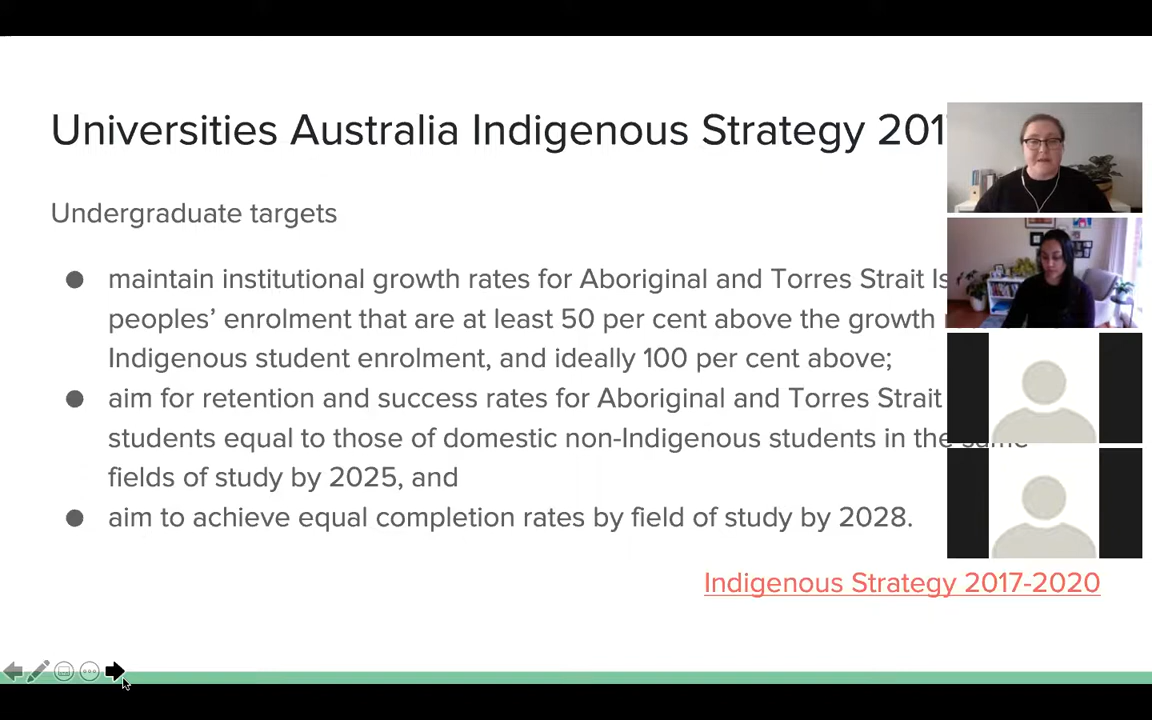 Universities Australia Indigenous Strategy 201
Undergraduate targets
● maintain institutional growth rates for Aboriginal and Torres Strait
peoples’ enrolment that are at least 50 per cent above the growth
Indigenous student enrolment, and ideally 100 per cent above;
● aim for retention and success rates for Aboriginal and Torres Strait
students equal to those of domestic non-Indigenous students in the same
fields of study by 2025, and
● aim to achieve equal completion rates by field of study by 2028.
Indigenous Strategy 2017-2020